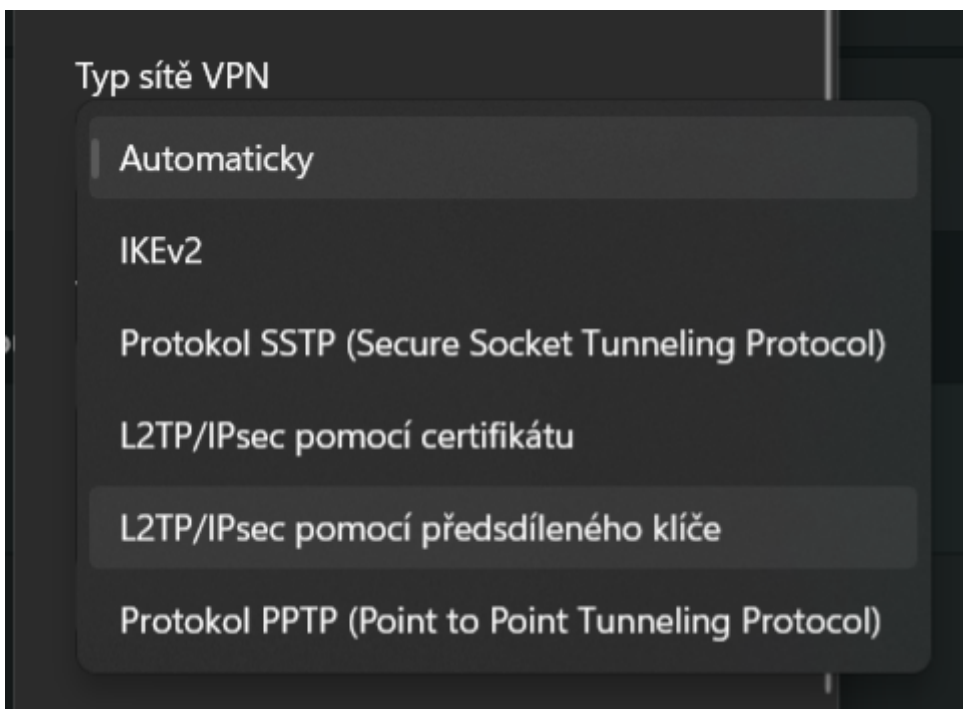 Typ sítě VPN
Automaticky
IKEv2
Protokol SSTP (Secure Socket Tunneling Protocol)
L2TP/IPsec pomocí certifikátu
L2TP/IPsec pomocí předsdíleného klíče
Protokol PPTP (Point to Point Tunneling Protocol)